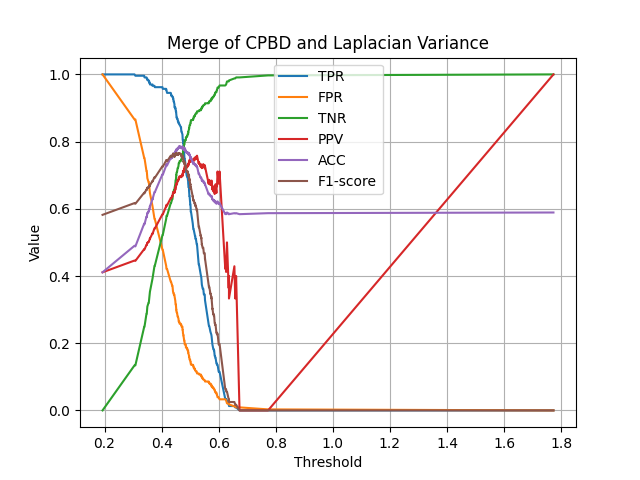 Merge of CPBD and Laplacian Variance
1.0
0.8
0.6
0.4
0.2
0.0
Value
TPR
FPR
TNR
PPV
ACC
F1-score
0.2 0.4 0.6 0.8 1.0 1.2 1.4 1.6 1.8
Threshold